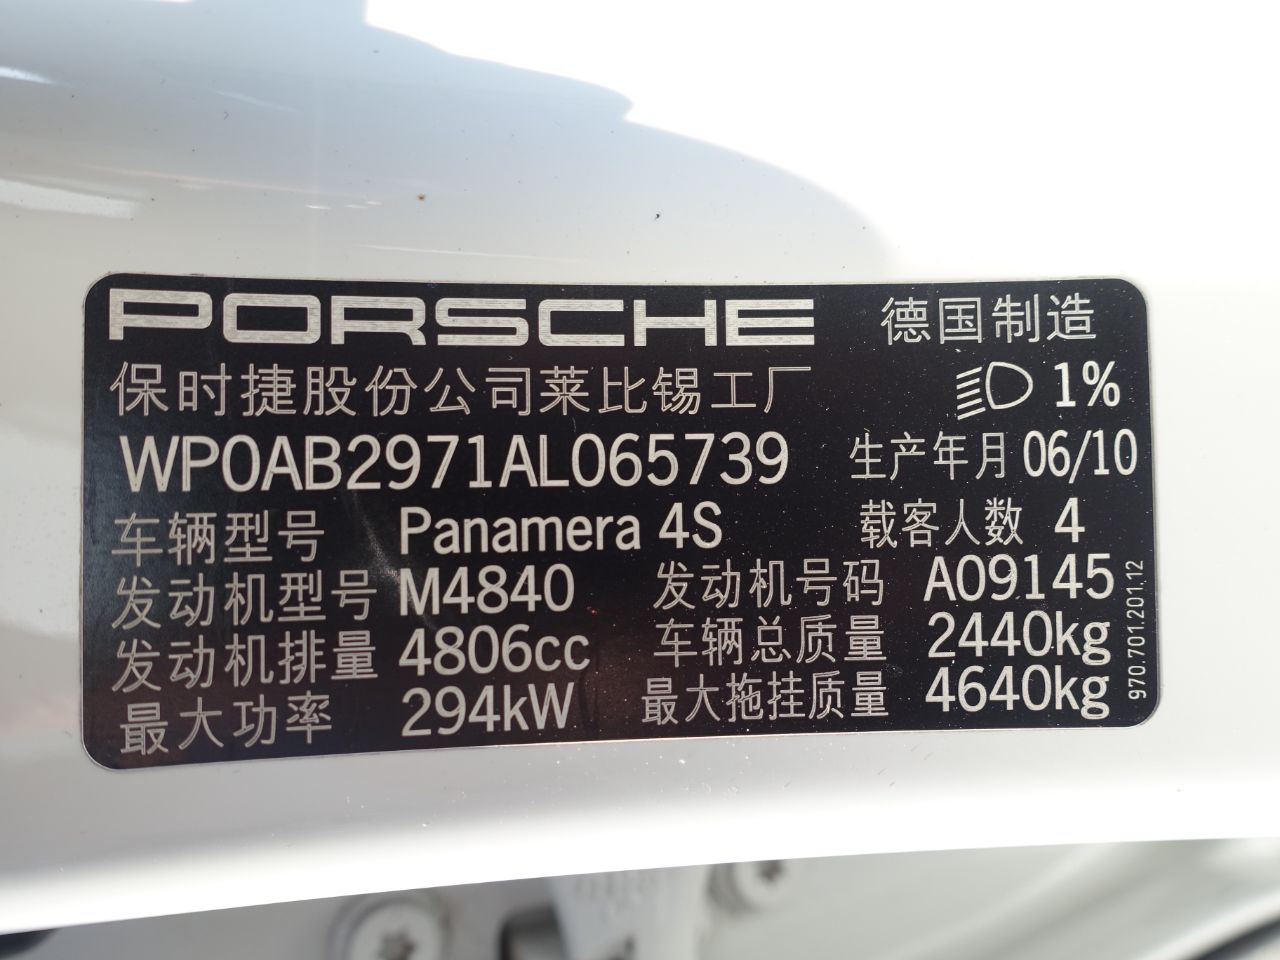 PORSCHE 德国制造
保时捷股份公司莱比锡工厂 1%
WP0AB2971AL065739 生产年月 06/10
车辆型号 Panamera 4S 载客人数 4
发动机型号 M4840 发动机号码 A09145
发动机排量 4806cc 车辆总质量 2440kg
最大功率 294kW 最大拖挂质量 4640kg
970.701.201.12